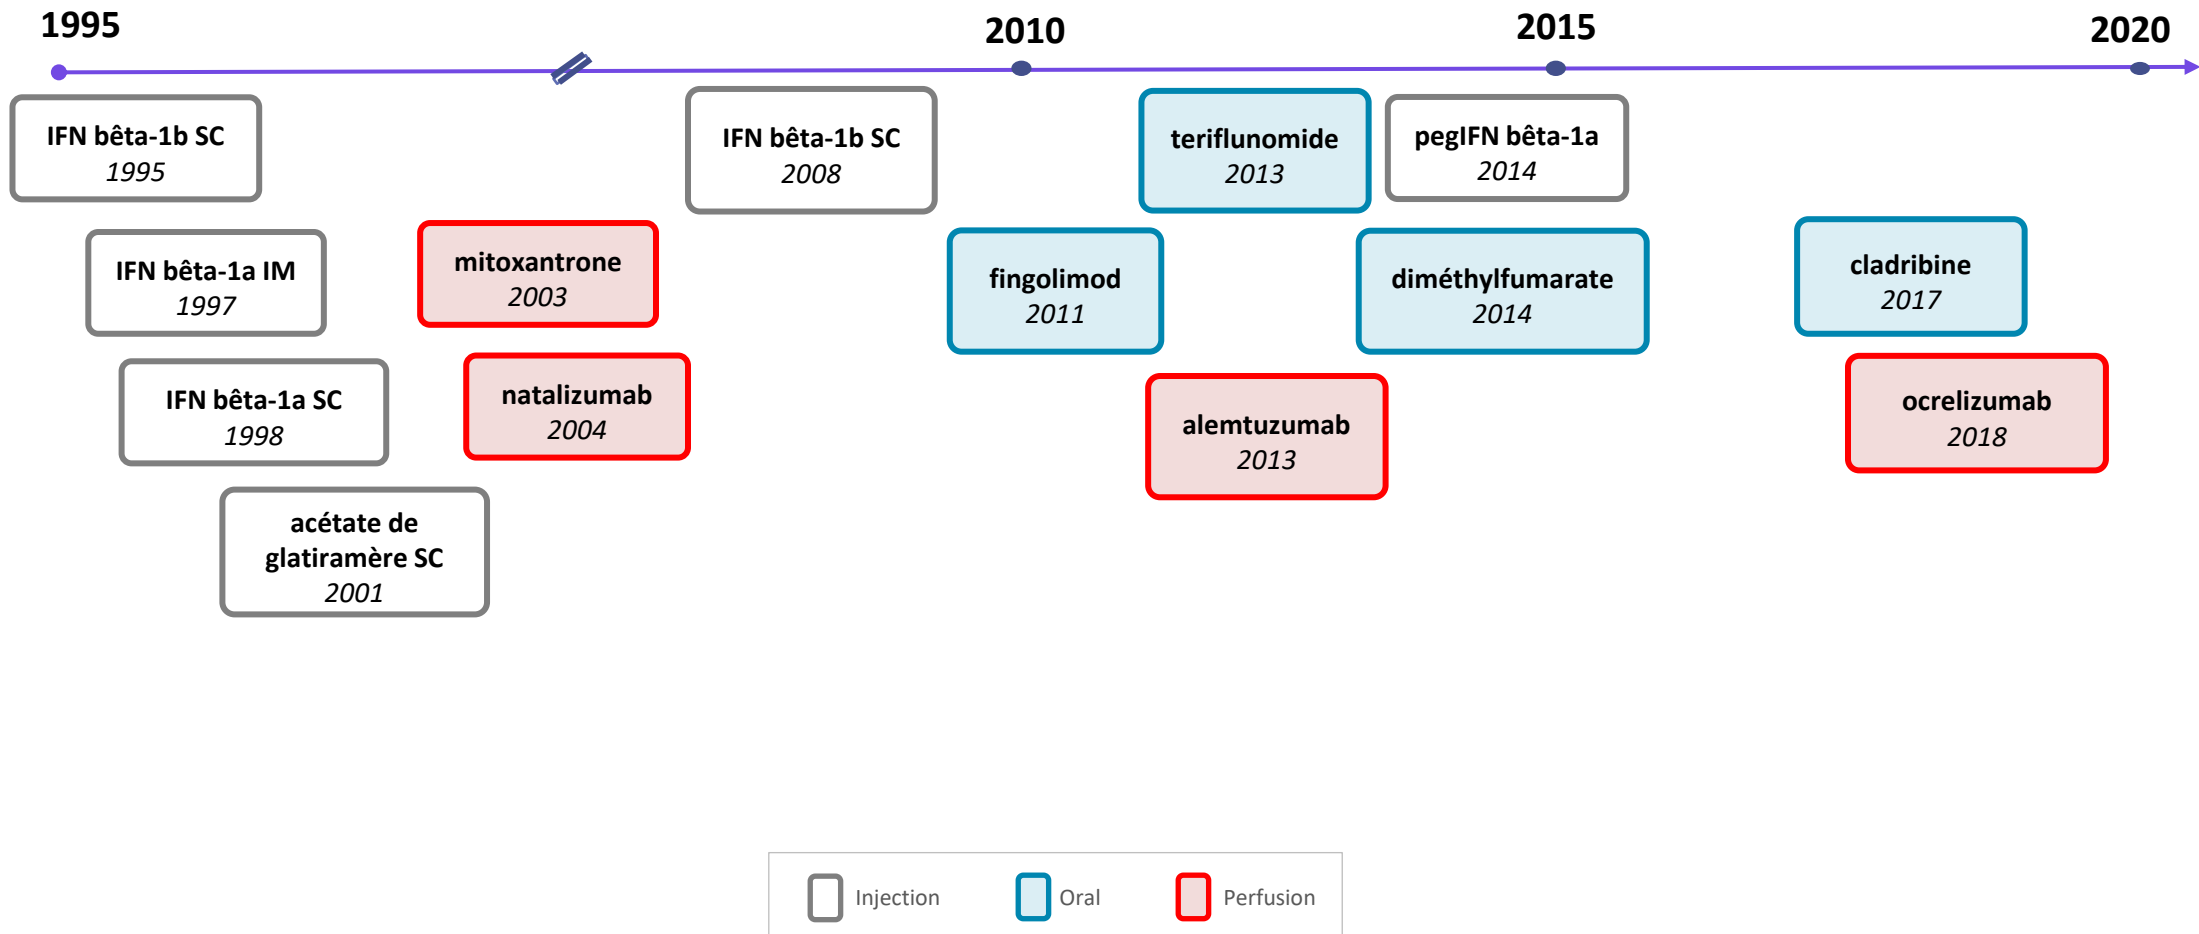 1995
2010
2015
2020
IFN bêta-1b SC
1995
IFN bêta-1b SC
2008
teriflunomide
2013
pegIFN bêta-1a
2014
IFN bêta-1a IM
1997
mitoxantrone
2003
fingolimod
2011
diméthylfumarate
2014
cladribine
2017
IFN bêta-1a SC
1998
natalizumab
2004
alemtuzumab
2013
ocrelizumab
2018
acétate de
glatiramère SC
2001
Injection
Oral
Perfusion